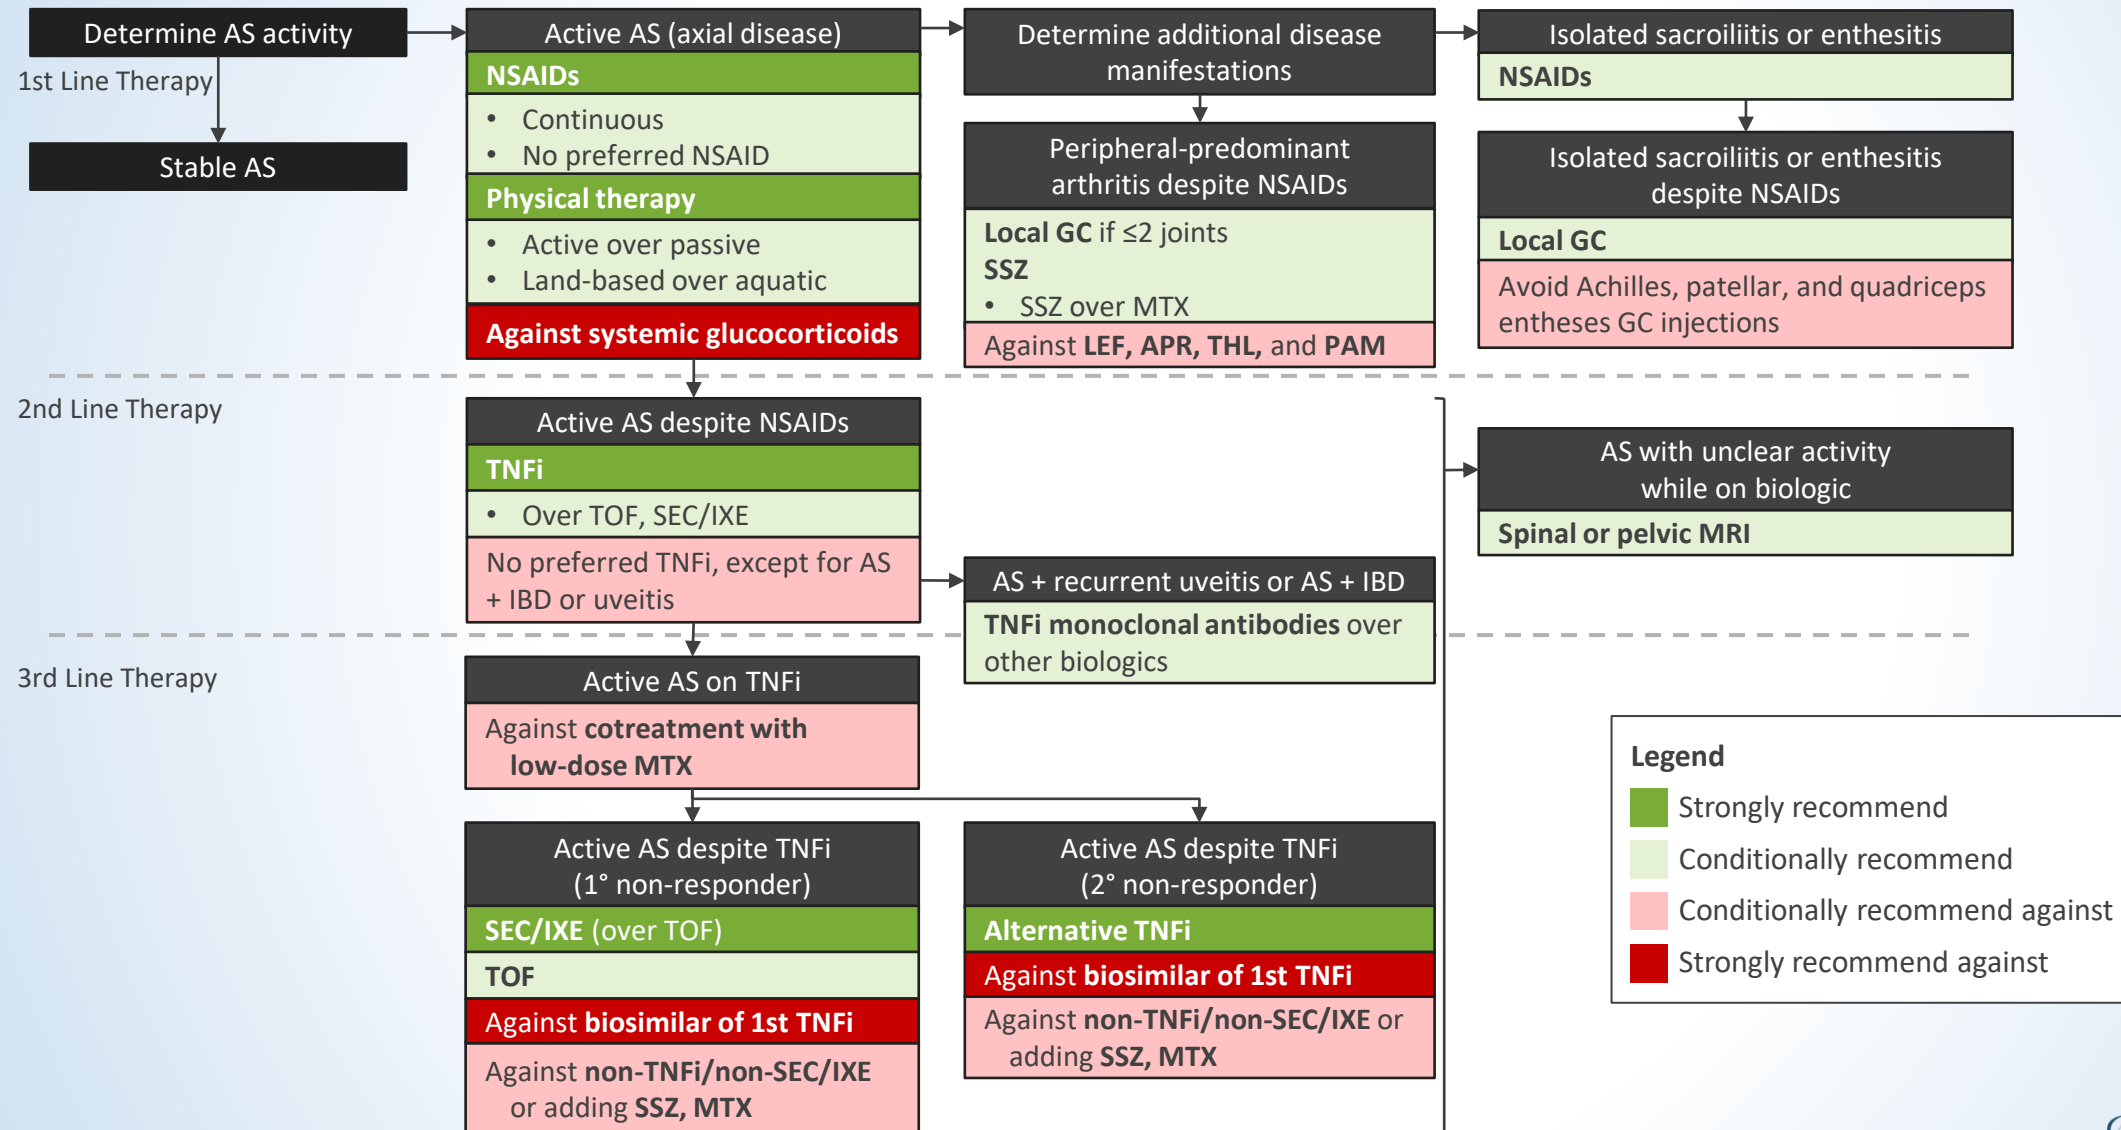 Determine AS activity
1st Line Therapy
Stable AS
Active AS (axial disease)
NSAIDs
• Continuous
• No preferred NSAID
Physical therapy
• Active over passive
• Land-based over aquatic
Against systemic glucocorticoids
Determine additional disease
manifestations
Peripheral-predominant
arthritis despite NSAIDs
Local GC if ≤2 joints
SSZ
• SSZ over MTX
Against LEF, APR, THL, and PAM
Isolated sacroiliitis or enthesitis
NSAIDs
Isolated sacroiliitis or enthesitis
despite NSAIDs
Local GC
Avoid Achilles, patellar, and quadriceps
entheses GC injections
2nd Line Therapy
Active AS despite NSAIDs
TNFi
• Over TOF, SEC/IXE
No preferred TNFi, except for AS
+ IBD or uveitis
AS + recurrent uveitis or AS + IBD
TNFi monoclonal antibodies over
other biologics
AS with unclear activity
while on biologic
Spinal or pelvic MRI
3rd Line Therapy
Active AS on TNFi
Against cotreatment with
low-dose MTX
Active AS despite TNFi
(1° non-responder)
SEC/IXE (over TOF)
TOF
Against biosimilar of 1st TNFi
Against non-TNFi/non-SEC/IXE
or adding SSZ, MTX
Active AS despite TNFi
(2° non-responder)
Alternative TNFi
Against biosimilar of 1st TNFi
Against non-TNFi/non-SEC/IXE or
adding SSZ, MTX
Legend
Strongly recommend
Conditionally recommend
Conditionally recommend against
Strongly recommend against